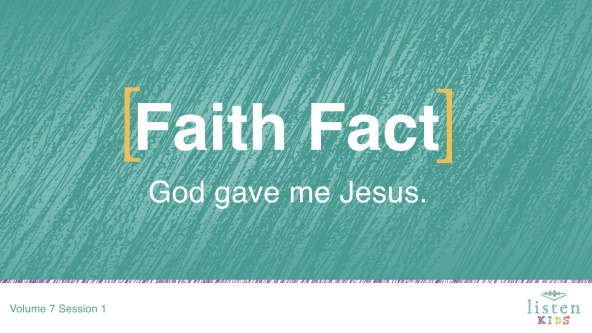 [Faith Fact]
God gave me Jesus.
Volume 7 Session 1
listen
KIDS